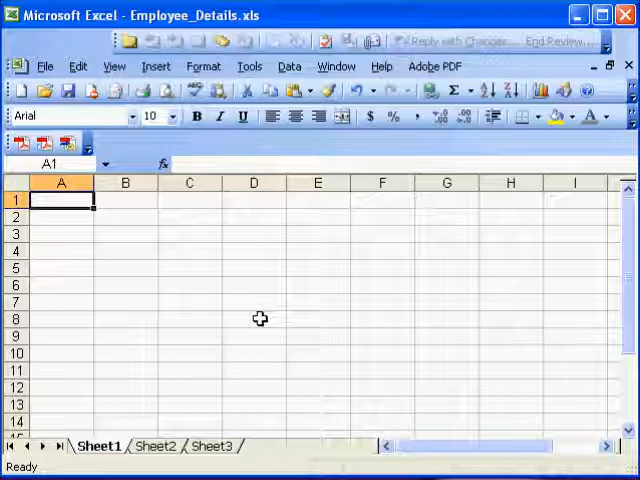 Microsoft Excel - Employee_Details.xls
Reply with Changes... End Review...
File Edit View Insert Format Tools Data Window Help Adobe PDF
Arial 10 B I U $ % ,
A1 fx
A B C D E F G H I
1
2
3
4
5
6
7
8
9
10
11
12
13
14
Sheet1 Sheet2 Sheet3
Ready